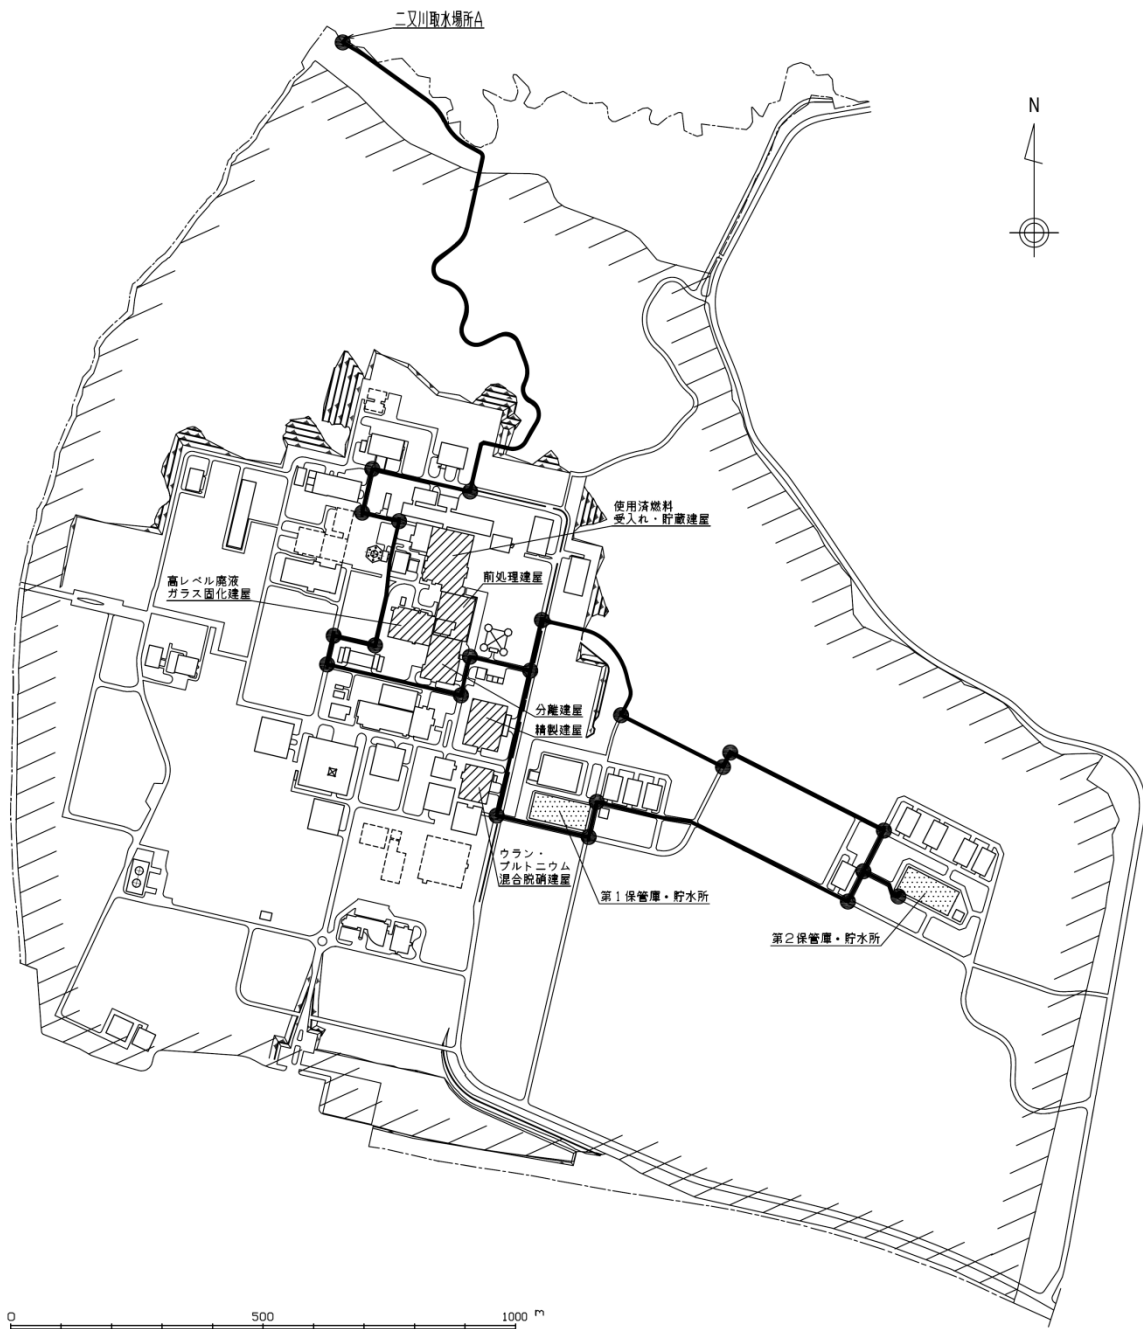 二又川取水場所A
N
使用済燃料
受入れ・貯蔵建屋
前処理建屋
高レベル廃液
ガラス固化建屋
分離建屋
精製建屋
ウラン・
プルトニウム
混合脱硝建屋
第1保管庫・貯水所
第2保管庫・貯水所
0 500 1000 m